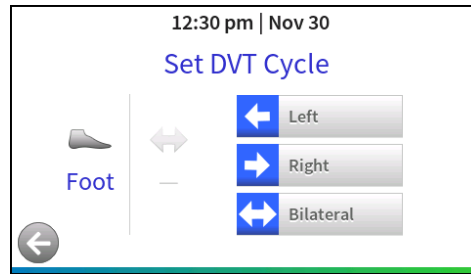 12:30 pm | Nov 30
Set DVT Cycle
Left
Right
Foot
—
Bilateral